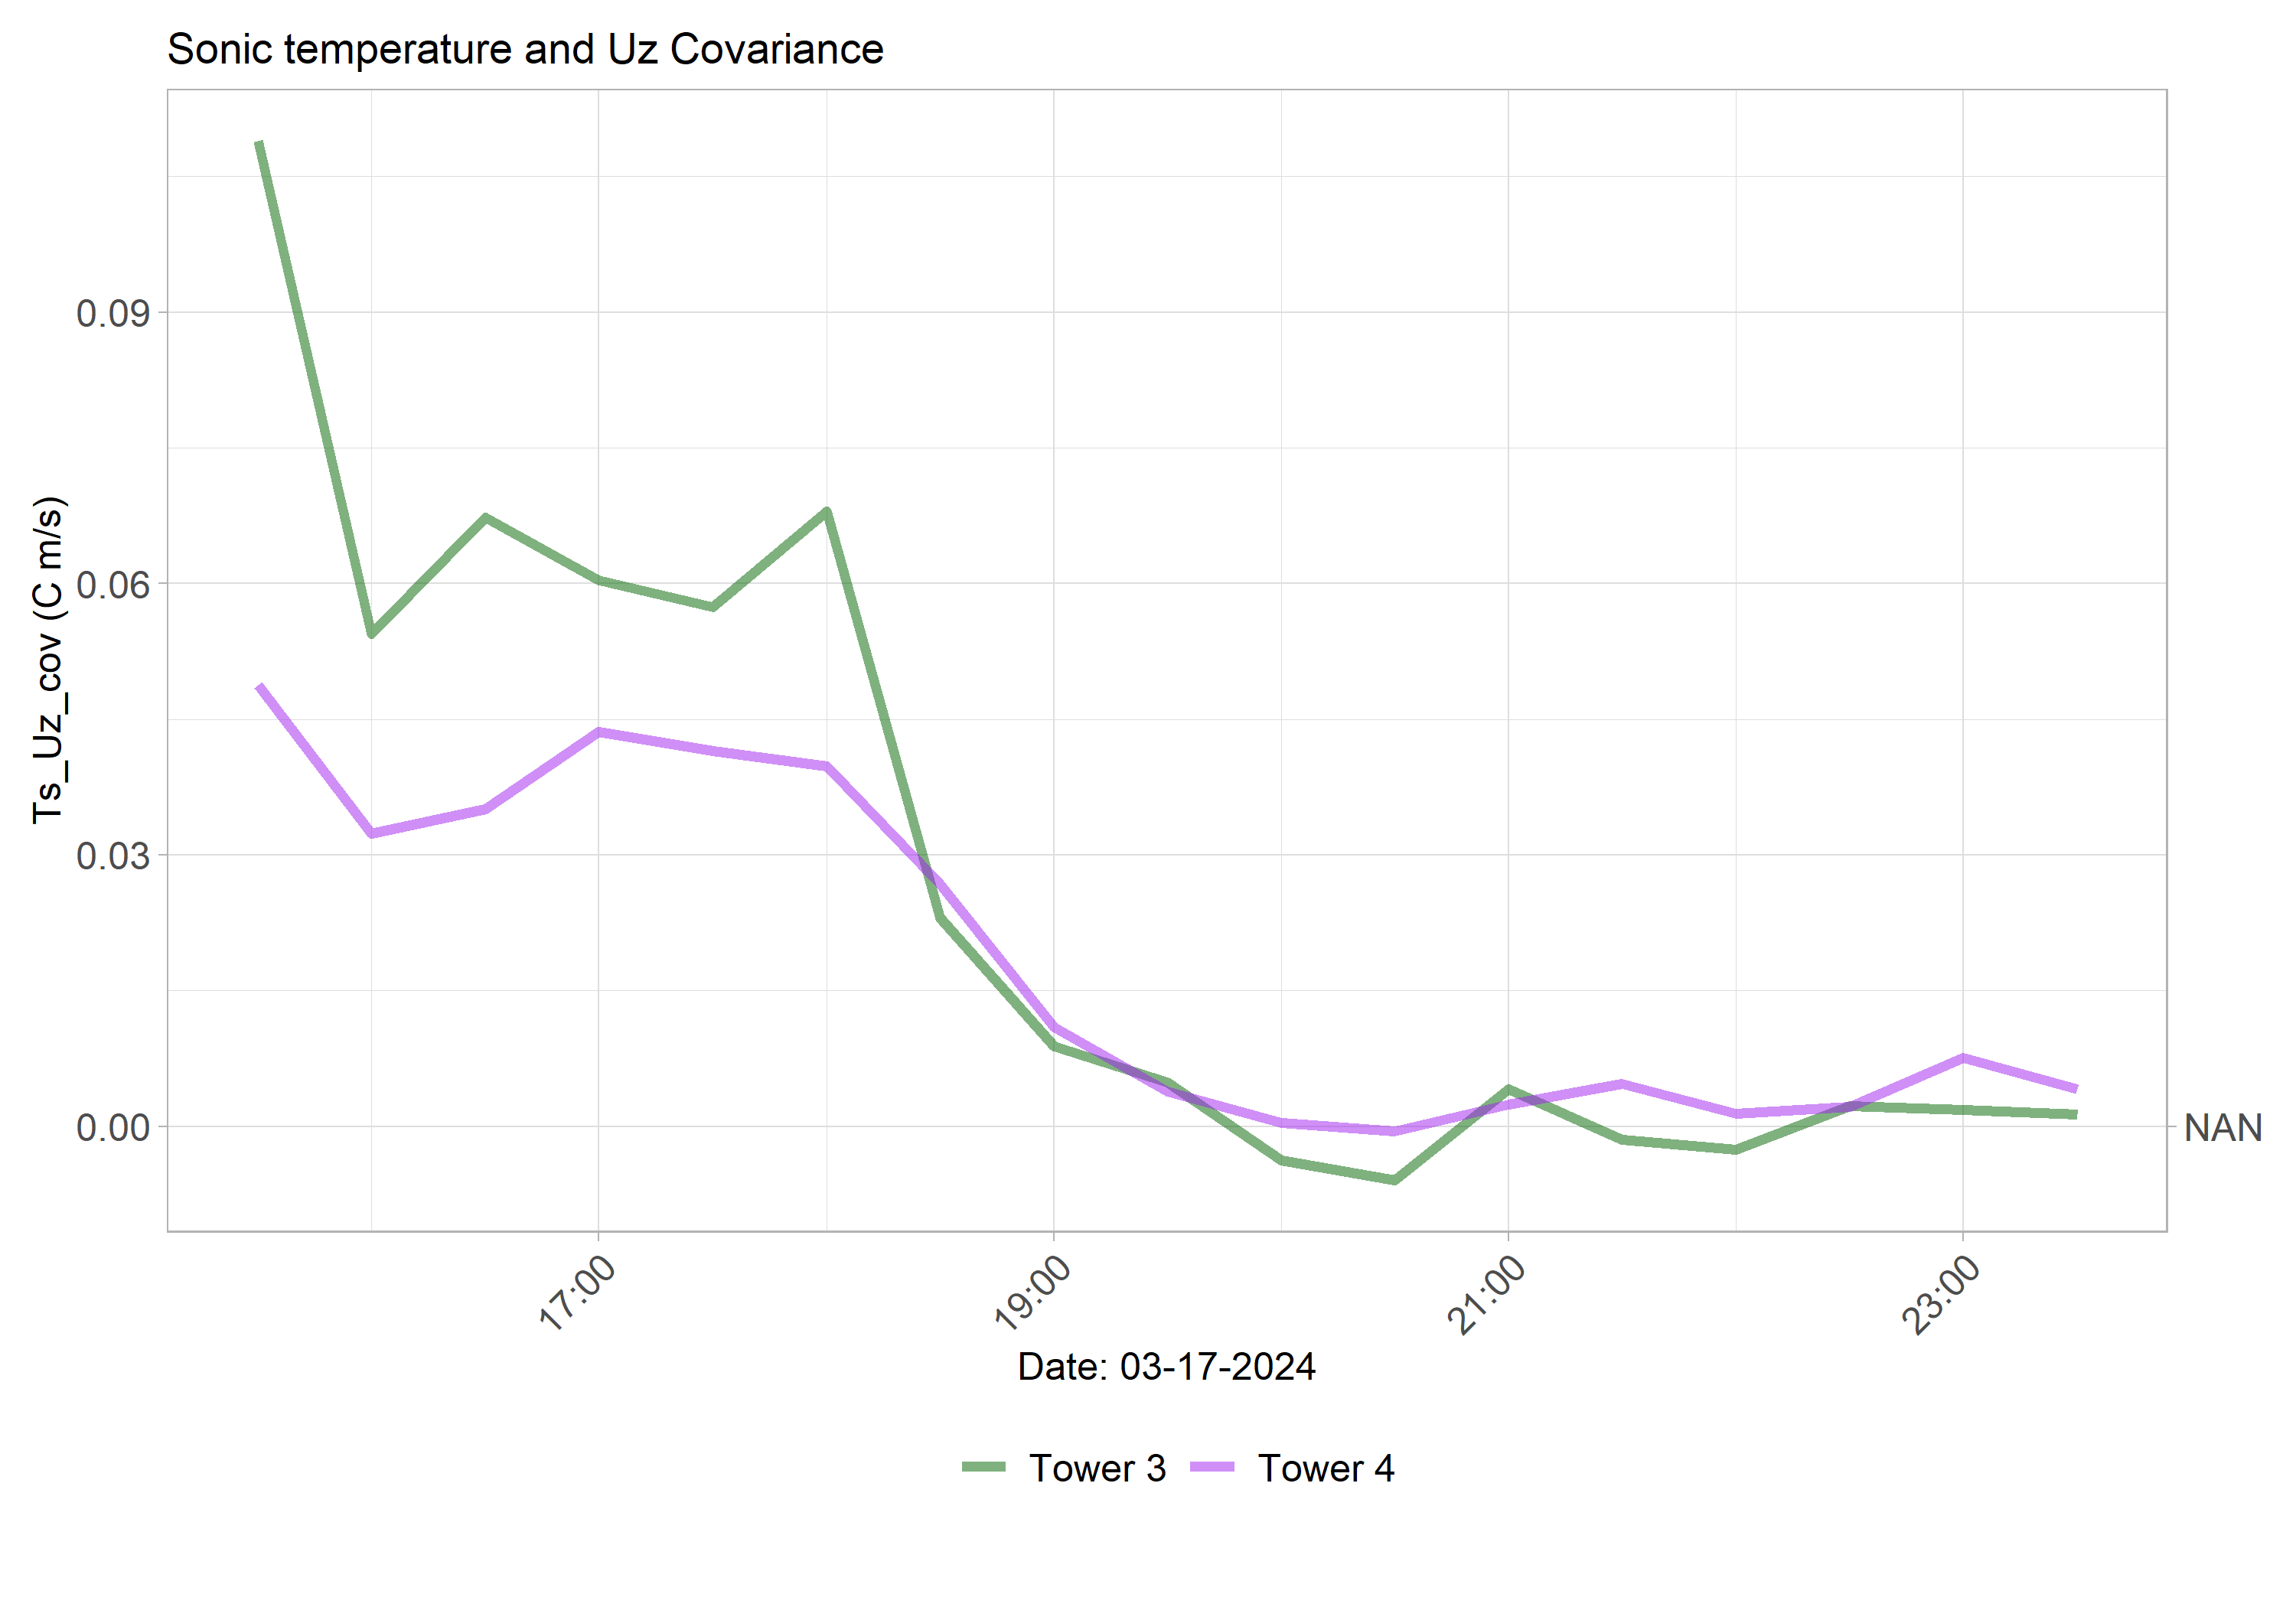 Sonic temperature and Uz Covariance
Ts_Uz_cov (C m/s)
0.09
0.06
0.03
0.00
NAN
17:00
19:00
21:00
23:00
Date: 03-17-2024
Tower 3
Tower 4